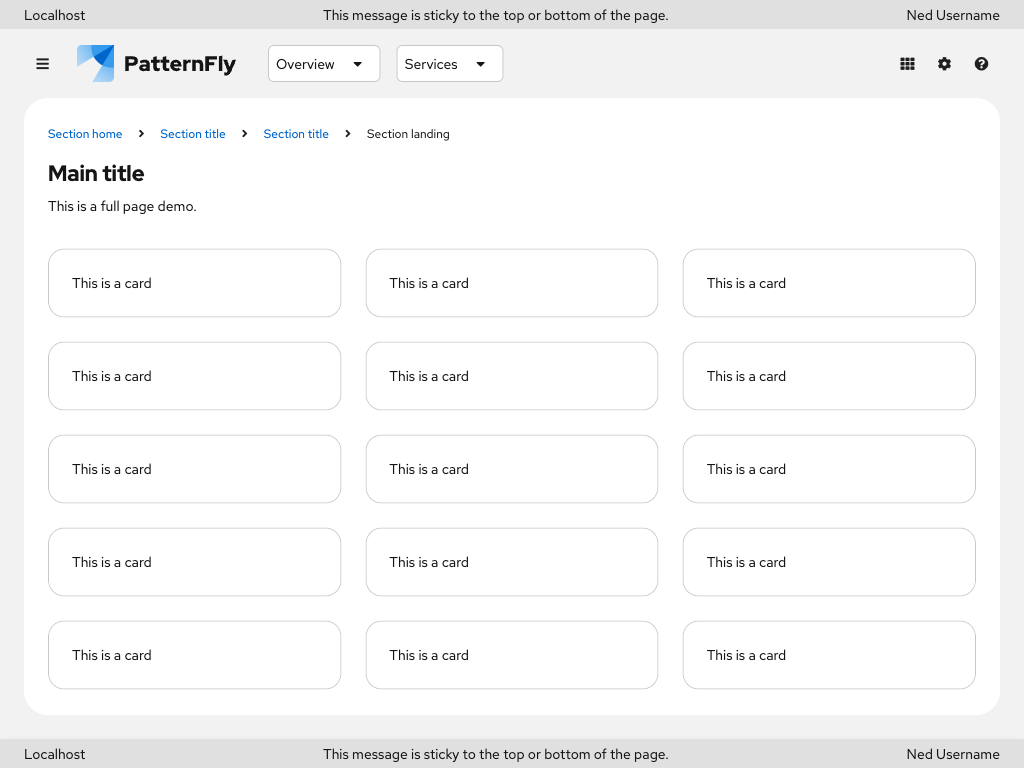 Localhost This message is sticky to the top or bottom of the page. Ned Username
PatternFly Overview Services
Section home Section title Section title Section landing
Main title
This is a full page demo.
This is a card This is a card This is a card
This is a card This is a card This is a card
This is a card This is a card This is a card
This is a card This is a card This is a card
This is a card This is a card This is a card
Localhost This message is sticky to the top or bottom of the page. Ned Username